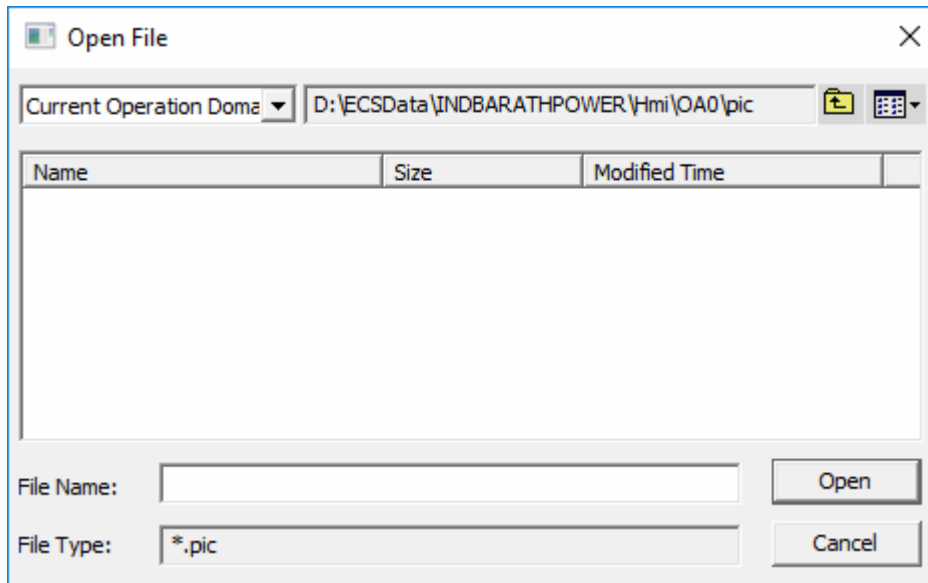 Open File
Current Operation Doma
D:\ECSData\INDBARATHPOWER\Hmi\OA0\pic
Name Size Modified Time
File Name:
Open
File Type: *.pic
Cancel